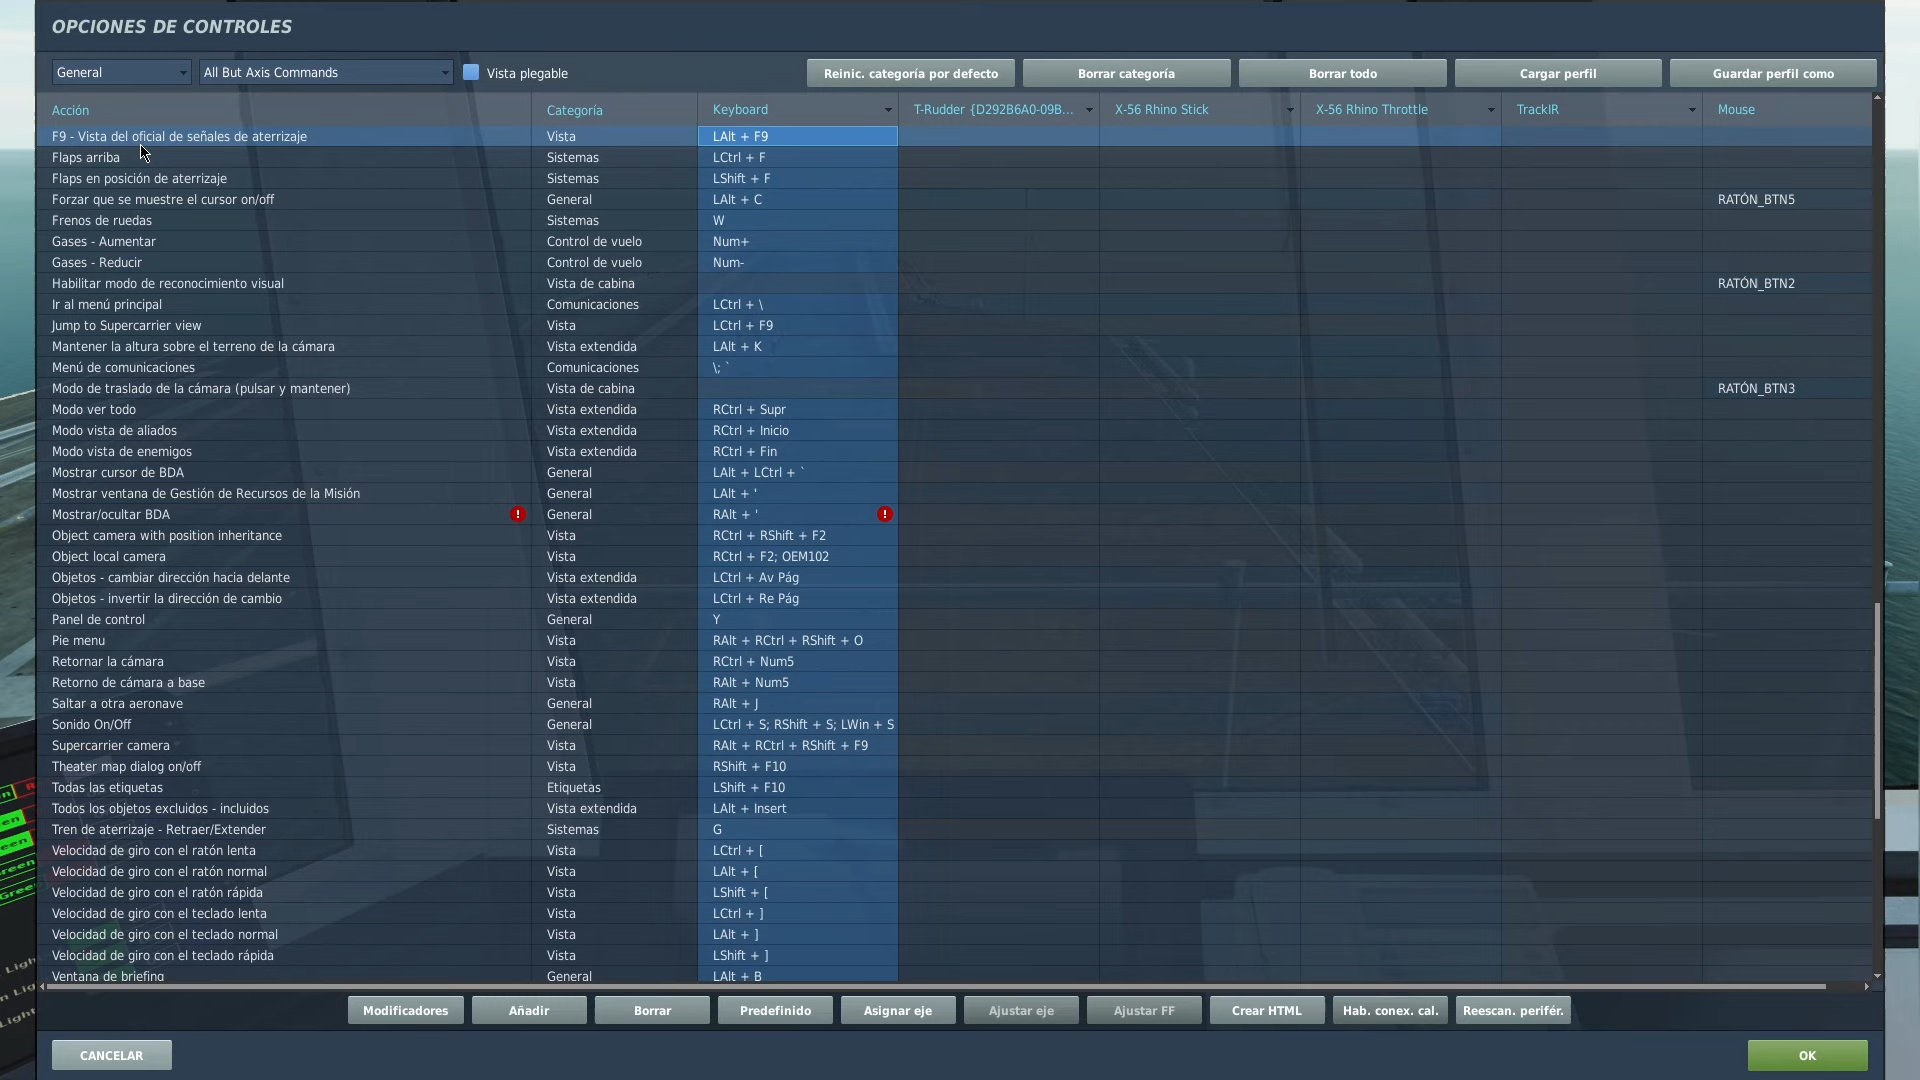 OPCIONES DE CONTROLES
General All But Axis Commands Vista plegable Reinic. categoría por defecto Borrar categoría Borrar todo Cargar perfil Guardar perfil como
Acción Categoría Keyboard T-Rudder {D292B6A0-09B... X-56 Rhino Stick X-56 Rhino Throttle TrackIR Mouse
F9 - Vista del oficial de señales de aterrizaje Vista LAlt + F9
Flaps arriba Sistemas LCtrl + F
Flaps en posición de aterrizaje Sistemas LShift + F
Forzar que se muestre el cursor on/off General LAlt + C RATÓN_BTN5
Frenos de ruedas Sistemas W
Gases - Aumentar Control de vuelo Num+
Gases - Reducir Control de vuelo Num-
Habilitar modo de reconocimiento visual Vista de cabina RATÓN_BTN2
Ir al menú principal Comunicaciones LCtrl + \
Jump to Supercarrier view Vista LCtrl + F9
Mantener la altura sobre el terreno de la cámara Vista extendida LAlt + K
Menú de comunicaciones Comunicaciones \; `
Modo de traslado de la cámara (pulsar y mantener) Vista de cabina RATÓN_BTN3
Modo ver todo Vista extendida RCtrl + Supr
Modo vista de aliados Vista extendida RCtrl + Inicio
Modo vista de enemigos Vista extendida RCtrl + Fin
Mostrar cursor de BDA General LAlt + LCtrl + `
Mostrar ventana de Gestión de Recursos de la Misión General LAlt + '
Mostrar/ocultar BDA ! General RAlt + ' !
Object camera with position inheritance Vista RCtrl + RShift + F2
Object local camera Vista RCtrl + F2; OEM102
Objetos - cambiar dirección hacia delante Vista extendida LCtrl + Av Pág
Objetos - invertir la dirección de cambio Vista extendida LCtrl + Re Pág
Panel de control General Y
Pie menu Vista RAlt + RCtrl + RShift + O
Retornar la cámara Vista RCtrl + Num5
Retorno de cámara a base Vista RAlt + Num5
Saltar a otra aeronave General RAlt + J
Sonido On/Off General LCtrl + S; RShift + S; LWin + S
Supercarrier camera Vista RAlt + RCtrl + RShift + F9
Theater map dialog on/off Vista RShift + F10
Todas las etiquetas Etiquetas LShift + F10
Todos los objetos excluidos - incluidos Vista extendida LAlt + Insert
Tren de aterrizaje - Retraer/Extender Sistemas G
Velocidad de giro con el ratón lenta Vista LCtrl + [
Velocidad de giro con el ratón normal Vista LAlt + [
Velocidad de giro con el ratón rápida Vista LShift + [
Velocidad de giro con el teclado lenta Vista LCtrl + ]
Velocidad de giro con el teclado normal Vista LAlt + ]
Velocidad de giro con el teclado rápida Vista LShift + ]
Ventana de briefing General LAlt + B
Modificadores Añadir Borrar Predefinido Asignar eje Ajustar eje Ajustar FF Crear HTML Hab. conex. cal. Reescan. perifér.
CANCELAR OK